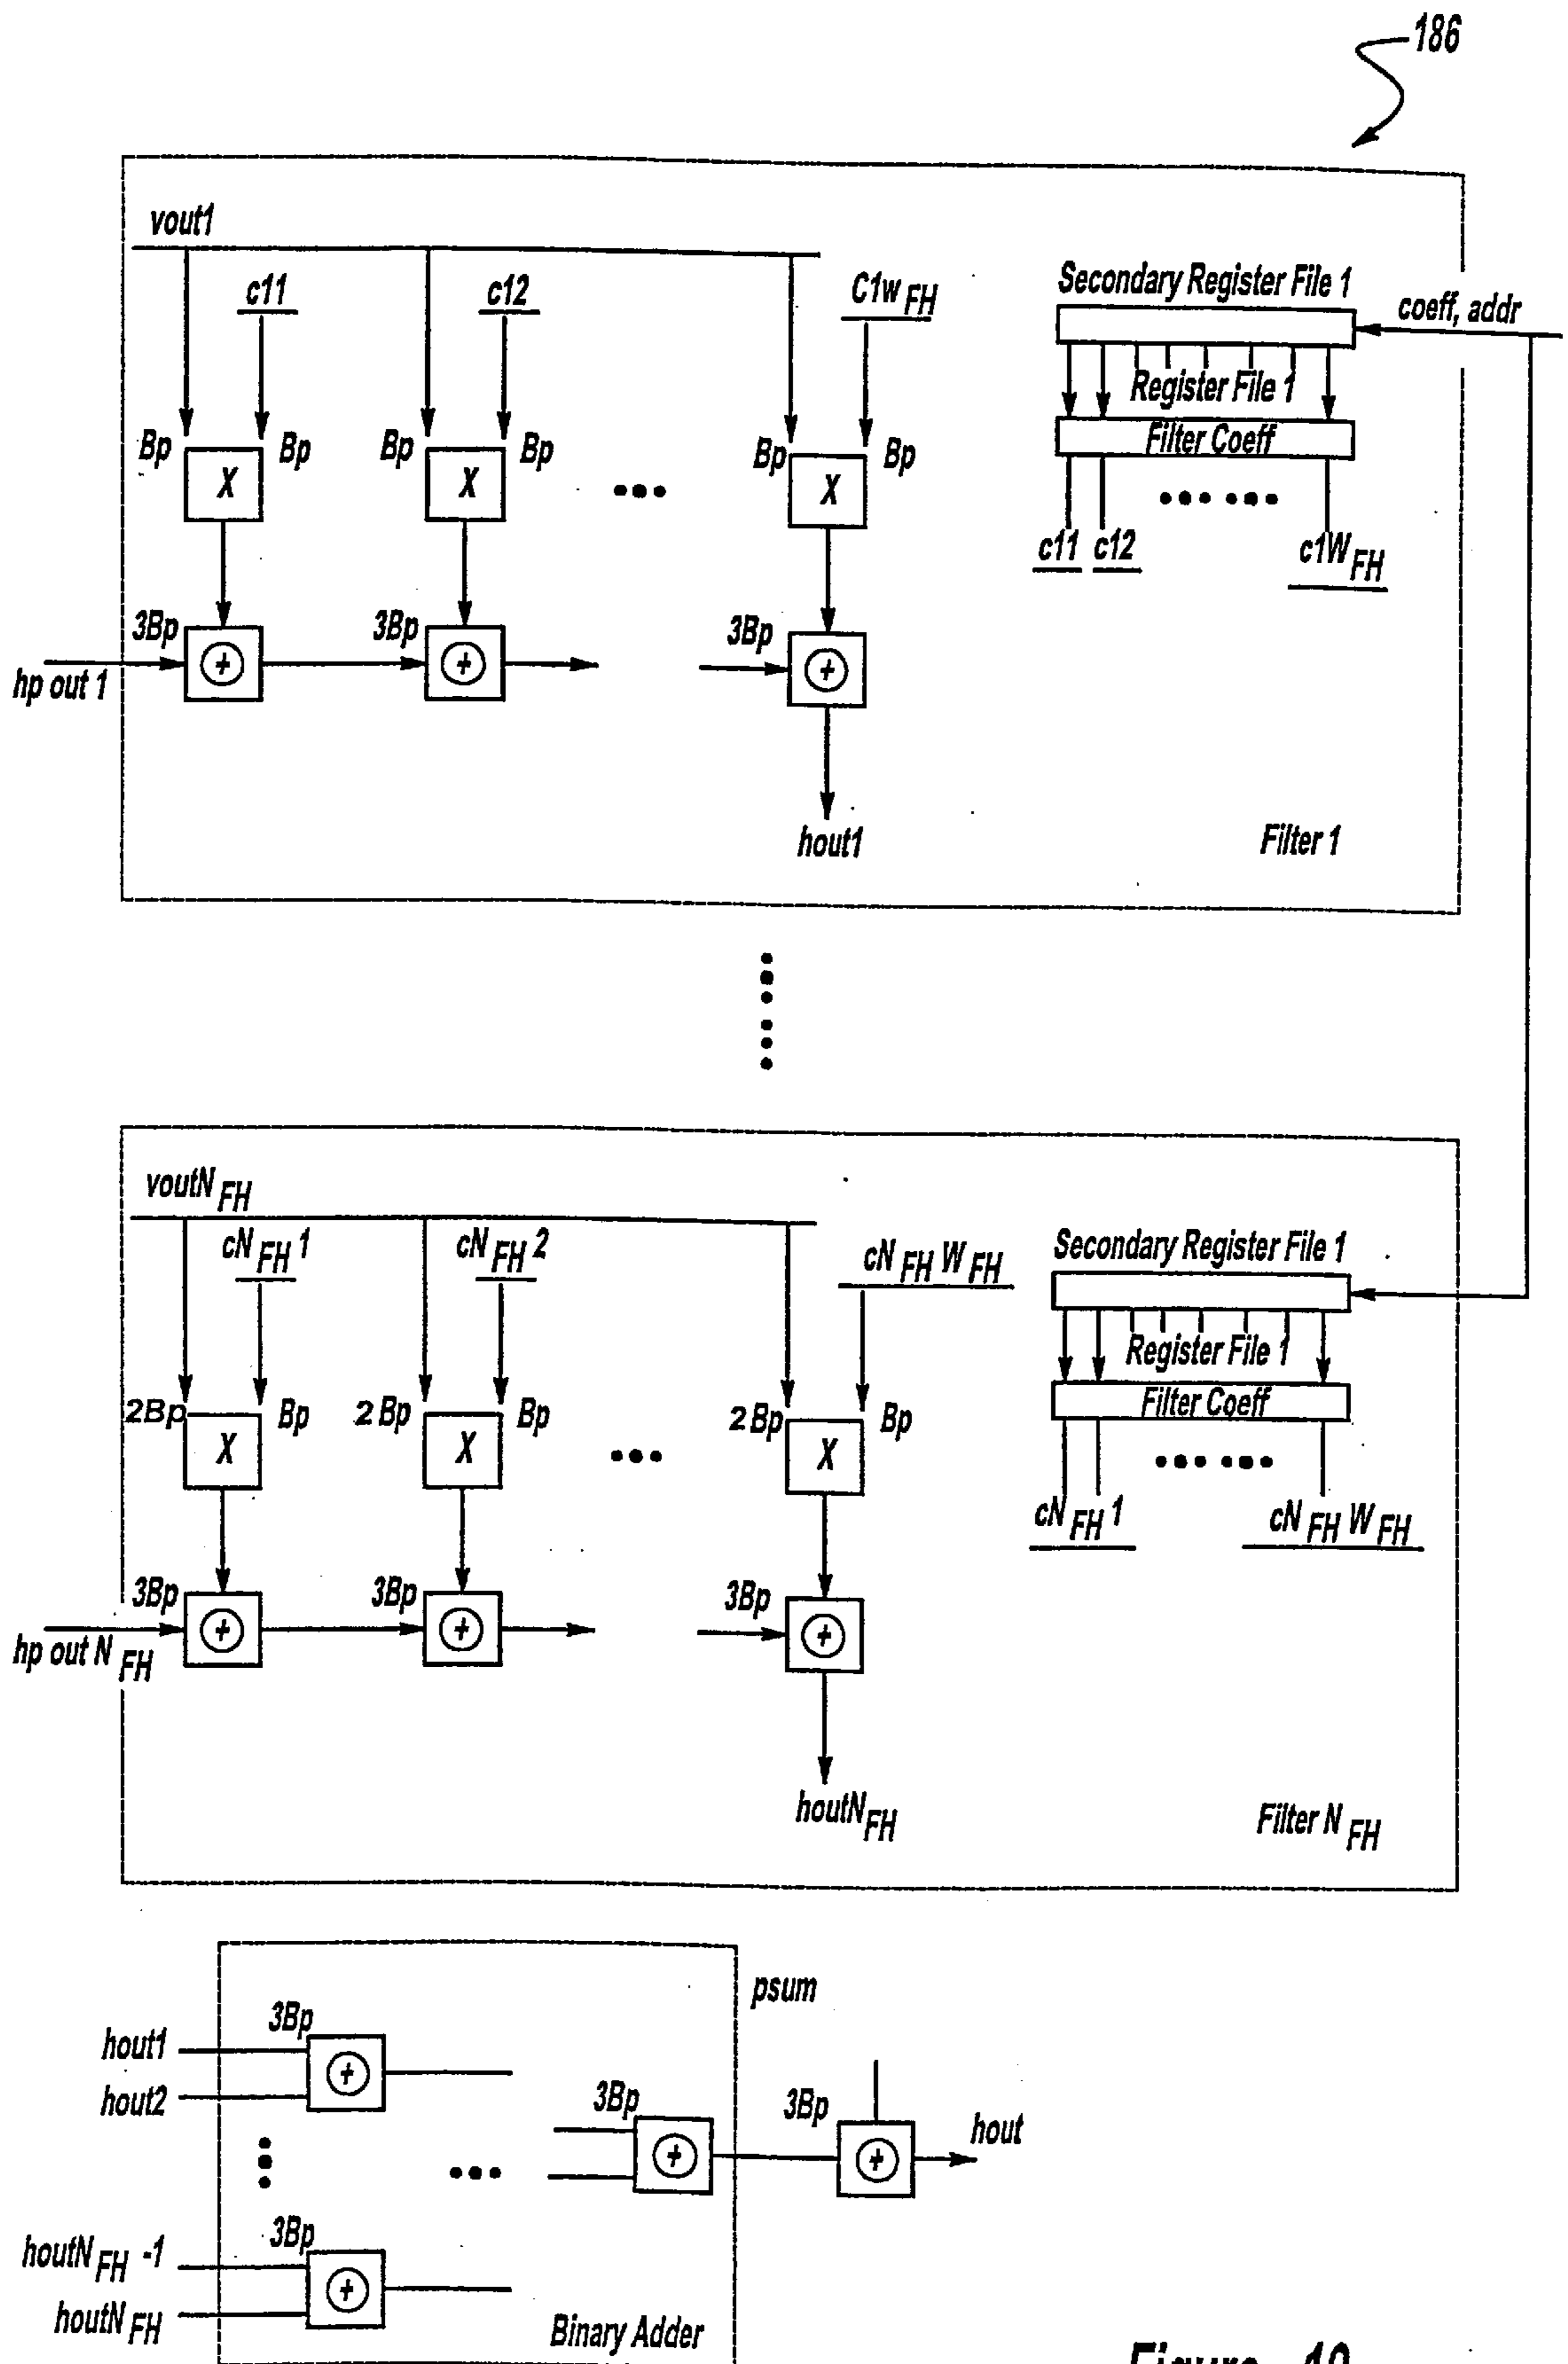 186
vout1
c11
c12
C1w FH
Secondary Register File 1
coeff, addr
Register File 1
Filter Coeff
Bp
Bp
Bp
Bp
Bp
Bp
X
X
X
c11
c12
c1W FH
3Bp
3Bp
3Bp
+
+
+
hp out 1
hout1
Filter 1
voutN FH
cN FH 1
cN FH 2
cN FH W FH
Secondary Register File 1
Register File 1
Filter Coeff
2Bp
Bp
2Bp
Bp
2Bp
Bp
X
X
X
cN FH 1
cN FH W FH
3Bp
3Bp
3Bp
+
+
+
hp out N FH
houtN FH
Filter N FH
psum
3Bp
hout1
+
hout2
3Bp
3Bp
+
+
hout
3Bp
houtN FH -1
+
houtN FH
Binary Adder